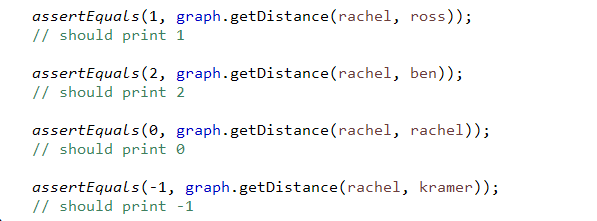 assertEquals(1, graph.getDistance(rachel, ross));
// should print 1
assertEquals(2, graph.getDistance(rachel, ben));
// should print 2
assertEquals(0, graph.getDistance(rachel, rachel));
// should print 0
assertEquals(-1, graph.getDistance(rachel, kramer));
// should print -1